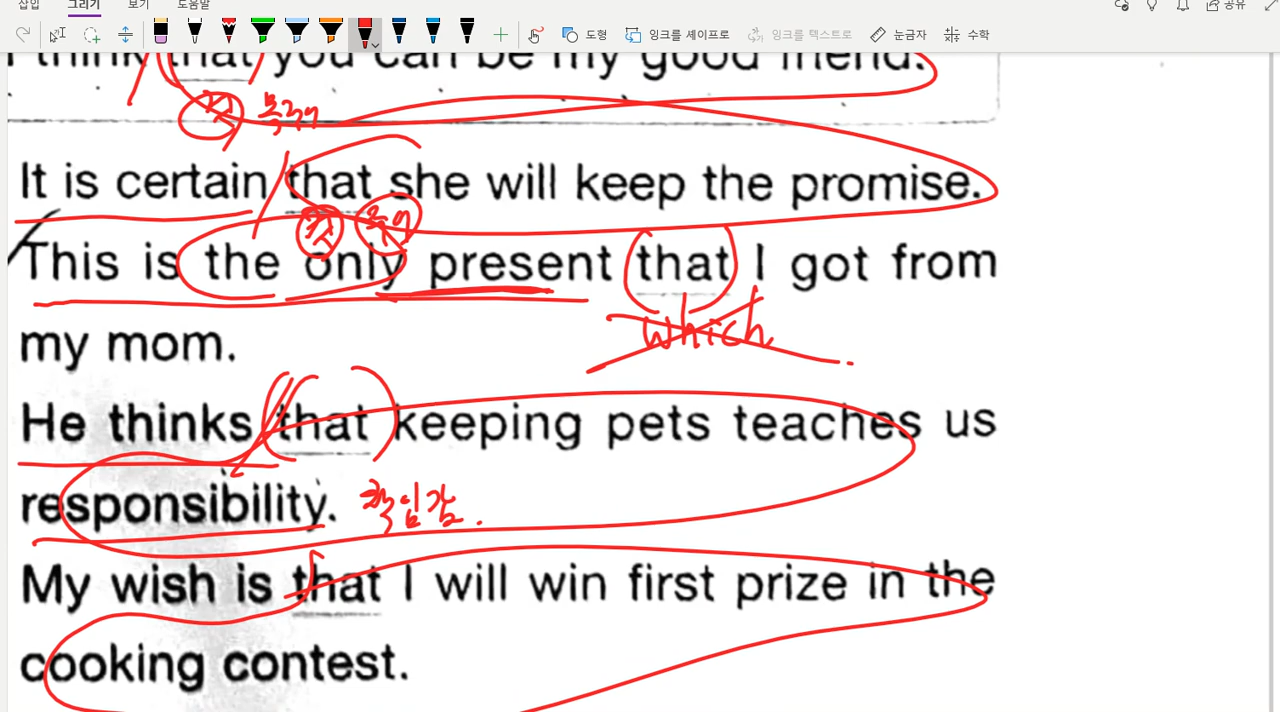 삽입 그리기 보기 도움말 공유
도형 잉크를 셰이프로 잉크를 텍스트로 눈금자 수학
I think that you can be my good friend.
접 목적어
It is certain that she will keep the promise.
접 주어
This is the only present that I got from
which
my mom.
He thinks that keeping pets teaches us
responsibility. 책임감.
My wish is that I will win first prize in the
cooking contest.